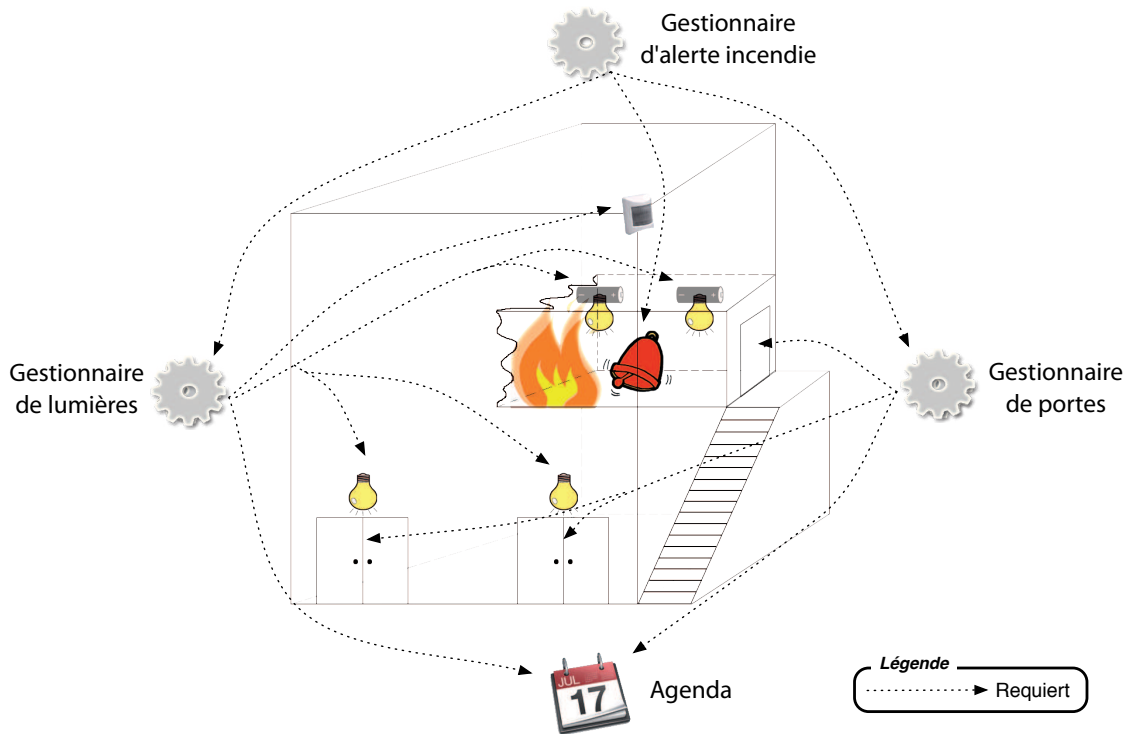 Gestionnaire
d'alerte incendie
Gestionnaire
de lumières
Gestionnaire
de portes
JUL
17
Agenda
Légende
Requiert